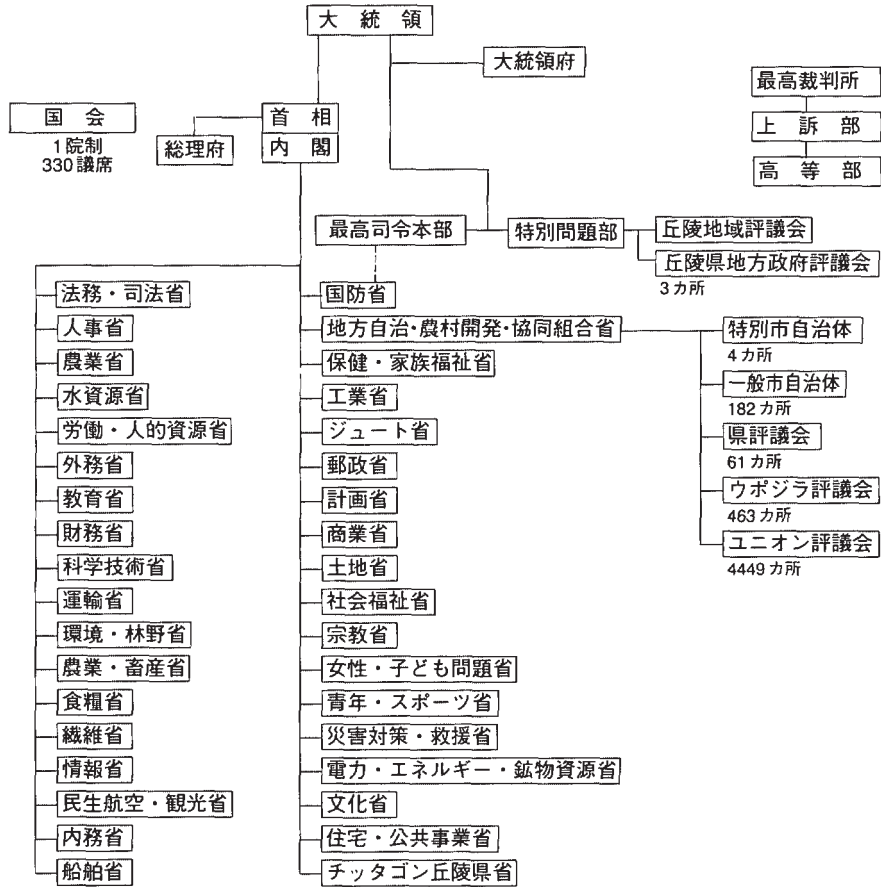 大統領
大統領府
最高裁判所
国会
首相
上訴部
1院制
330議席
総理府
内閣
高等部
最高司令本部
特別問題部
丘陵地域評議会
丘陵県地方政府評議会
3カ所
法務・司法省
人事省
農業省
水資源省
労働・人的資源省
外務省
教育省
財務省
科学技術省
運輸省
環境・林野省
農業・畜産省
食糧省
繊維省
情報省
民生航空・観光省
内務省
船舶省
国防省
地方自治・農村開発・協同組合省
保健・家族福祉省
工業省
ジュート省
郵政省
計画省
商業省
土地省
社会福祉省
宗教省
女性・子ども問題省
青年・スポーツ省
災害対策・救援省
電力・エネルギー・鉱物資源省
文化省
住宅・公共事業省
チッタゴン丘陵県省
特別市自治体
4カ所
一般市自治体
182カ所
県評議会
61カ所
ウポジラ評議会
463カ所
ユニオン評議会
4449カ所